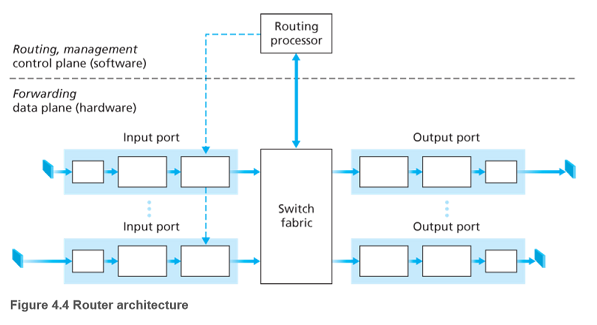 Routing
processor
Routing, management
control plane (software)
Forwarding
data plane (hardware)
Input port
Output port
Switch
fabric
Input port
Output port
Figure 4.4 Router architecture